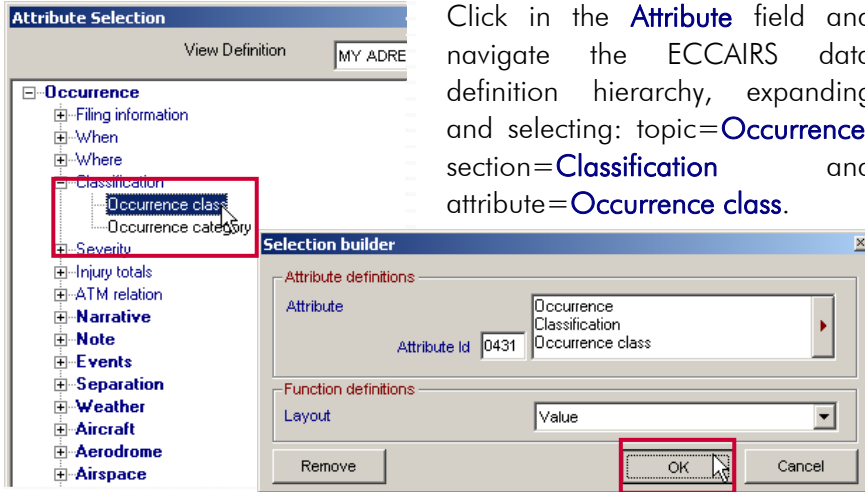 Attribute Selection
View Definition
MY ADRE
Occurrence
Filing information
When
Where
Classification
Occurrence class
Occurrence category
Severity
Injury totals
ATM relation
Narrative
Note
Events
Separation
Weather
Aircraft
Aerodrome
Airspace
Click in the Attribute field and
navigate the ECCAIRS data
definition hierarchy, expanding
and selecting: topic=Occurrence
section=Classification and
attribute=Occurrence class.
Selection builder
Attribute definitions
Attribute
Occurrence
Classification
Attribute Id 0431 Occurrence class
Function definitions
Layout Value
Remove OK Cancel